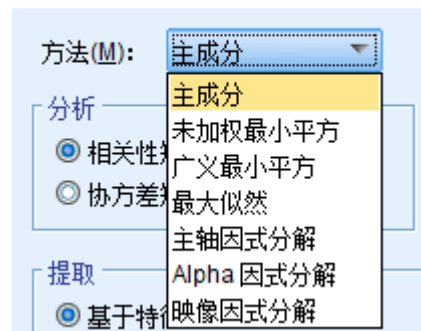 方法(M): 主成分
主成分
未加权最小平方
广义最小平方
最大似然
主轴因式分解
Alpha 因式分解
映像因式分解
分析
相关性
协方差
提取
基于特